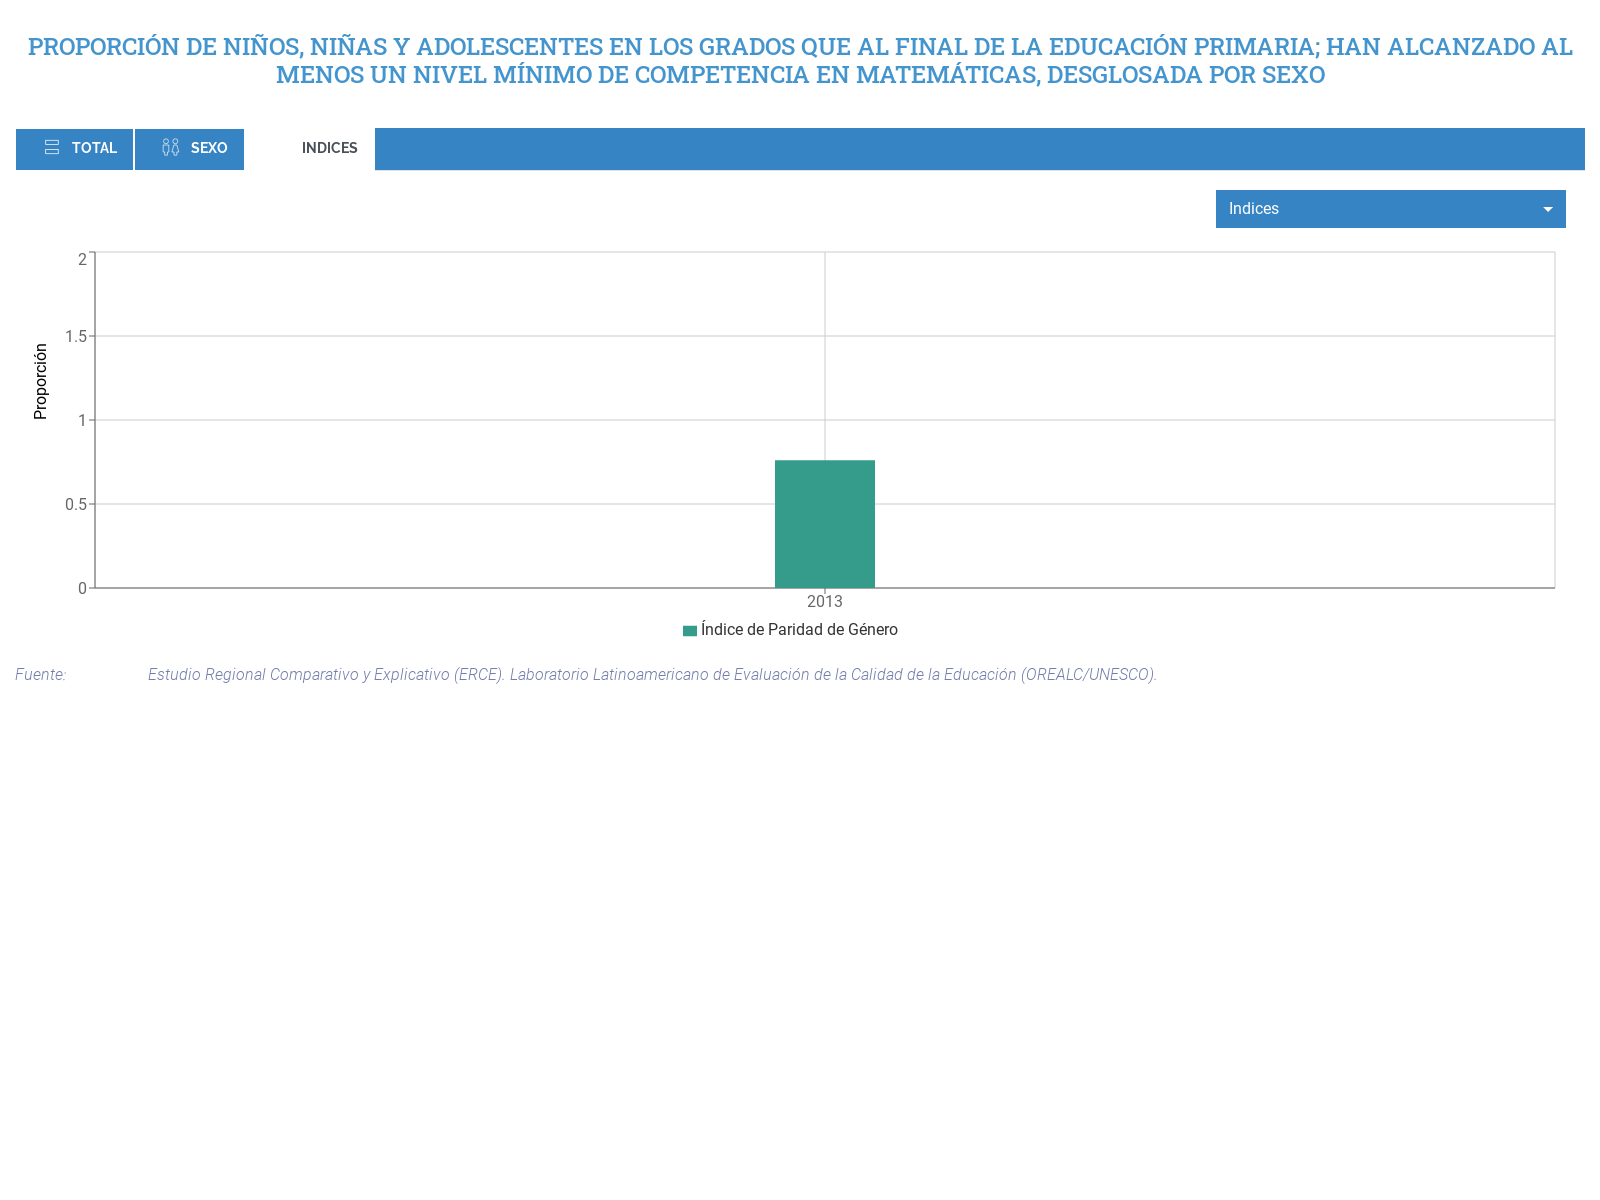 PROPORCIÓN DE NIÑOS, NIÑAS Y ADOLESCENTES EN LOS GRADOS QUE AL FINAL DE LA EDUCACIÓN PRIMARIA; HAN ALCANZADO AL
MENOS UN NIVEL MÍNIMO DE COMPETENCIA EN MATEMÁTICAS, DESGLOSADA POR SEXO
TOTAL SEXO INDICES
Indices
Proporción
2
1.5
1
0.5
0
2013
Índice de Paridad de Género
Fuente: Estudio Regional Comparativo y Explicativo (ERCE). Laboratorio Latinoamericano de Evaluación de la Calidad de la Educación (OREALC/UNESCO).